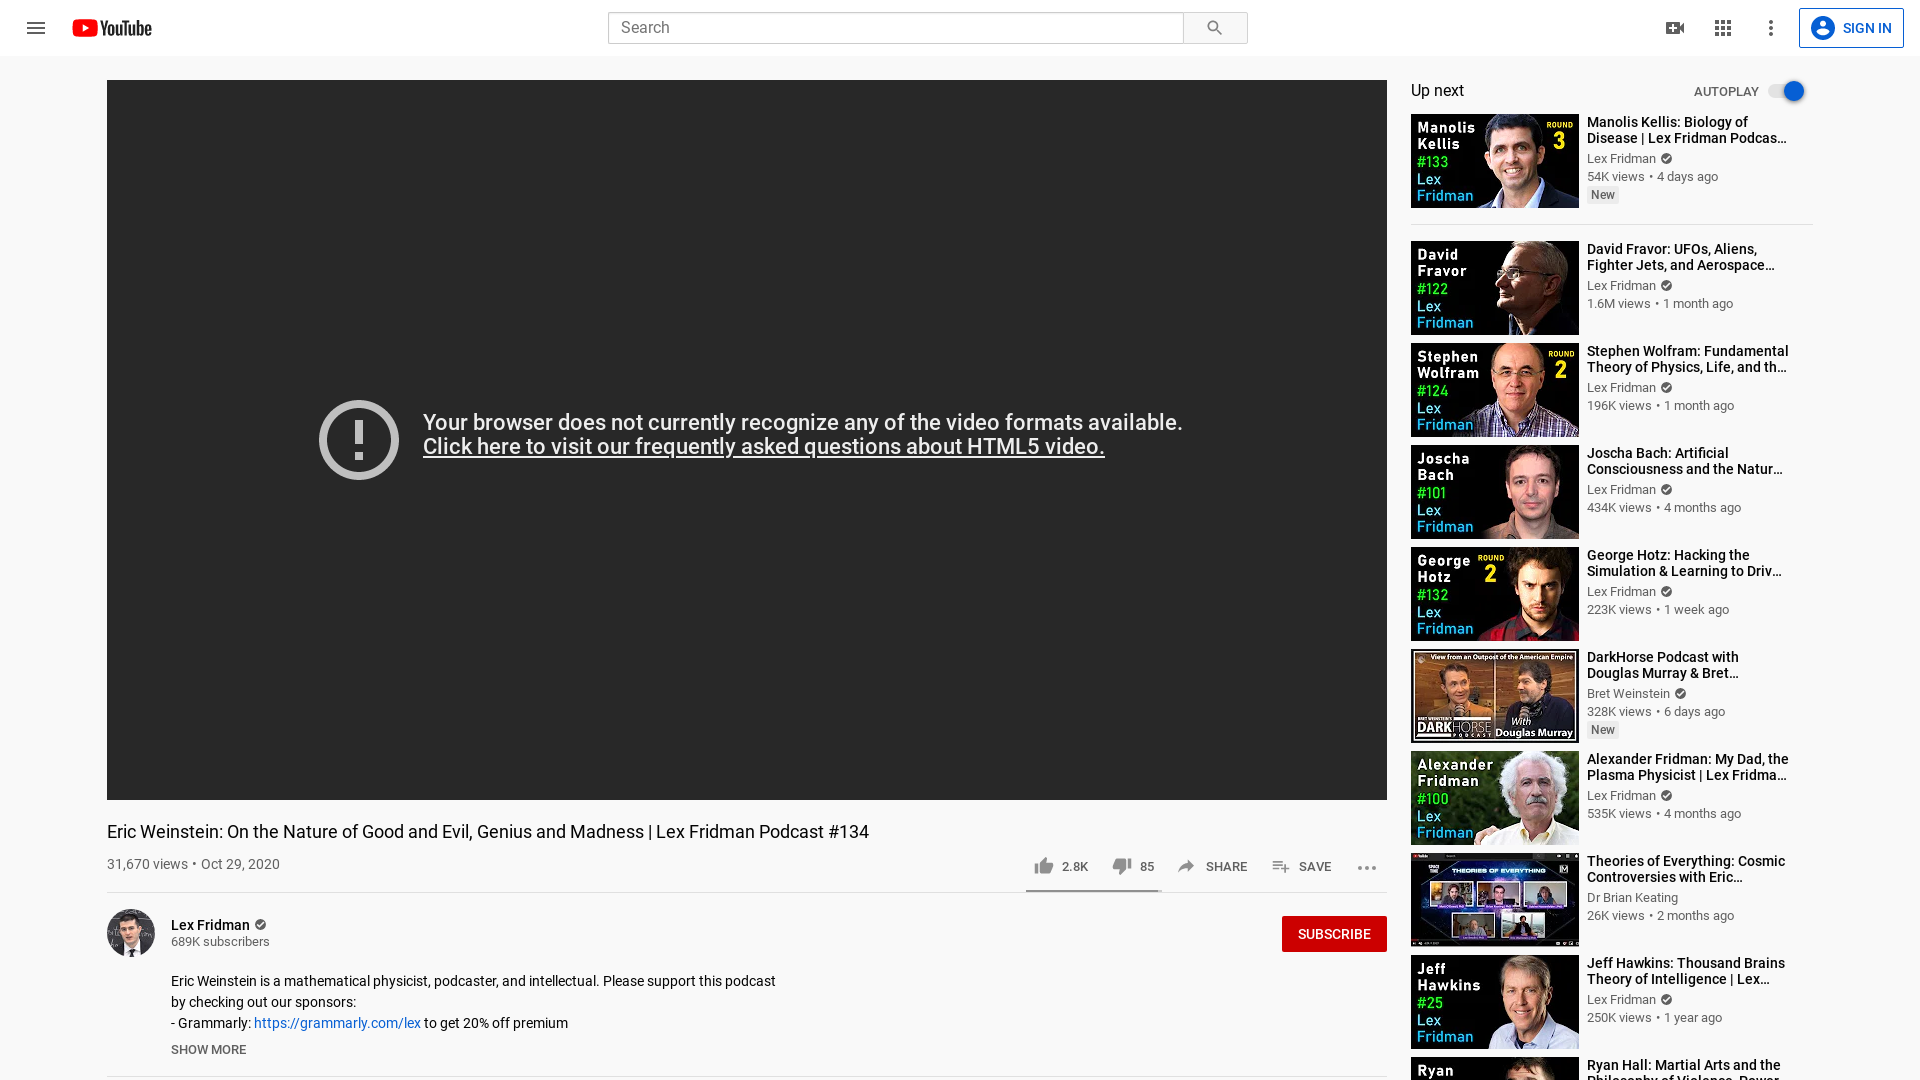 YouTube
Search
SIGN IN
Your browser does not currently recognize any of the video formats available.
Click here to visit our frequently asked questions about HTML5 video.
Eric Weinstein: On the Nature of Good and Evil, Genius and Madness | Lex Fridman Podcast #134
31,670 views • Oct 29, 2020
2.8K
85
SHARE
SAVE
Lex Fridman
689K subscribers
SUBSCRIBE
Eric Weinstein is a mathematical physicist, podcaster, and intellectual. Please support this podcast
by checking out our sponsors:
- Grammarly: https://grammarly.com/lex to get 20% off premium
SHOW MORE
Up next
AUTOPLAY
Manolis
Kellis
#133
Lex
Fridman
ROUND
3
Manolis Kellis: Biology of
Disease | Lex Fridman Podcas...
Lex Fridman
54K views • 4 days ago
New
David
Fravor
#122
Lex
Fridman
David Fravor: UFOs, Aliens,
Fighter Jets, and Aerospace...
Lex Fridman
1.6M views • 1 month ago
Stephen
Wolfram
#124
Lex
Fridman
ROUND
2
Stephen Wolfram: Fundamental
Theory of Physics, Life, and th...
Lex Fridman
196K views • 1 month ago
Joscha
Bach
#101
Lex
Fridman
Joscha Bach: Artificial
Consciousness and the Natur...
Lex Fridman
434K views • 4 months ago
George
Hotz
#132
Lex
Fridman
ROUND
2
George Hotz: Hacking the
Simulation & Learning to Driv...
Lex Fridman
223K views • 1 week ago
View from an Outpost of the American Empire
BRET WEINSTEIN'S
DARKHORSE
PODCAST
With
Douglas Murray
DarkHorse Podcast with
Douglas Murray & Bret...
Bret Weinstein
328K views • 6 days ago
New
Alexander
Fridman
#100
Lex
Fridman
Alexander Fridman: My Dad, the
Plasma Physicist | Lex Fridma...
Lex Fridman
535K views • 4 months ago
THEORIES OF EVERYTHING
Theories of Everything: Cosmic
Controversies with Eric...
Dr Brian Keating
26K views • 2 months ago
Jeff
Hawkins
#25
Lex
Fridman
Jeff Hawkins: Thousand Brains
Theory of Intelligence | Lex...
Lex Fridman
250K views • 1 year ago
Ryan
Ryan Hall: Martial Arts and the
Philosophy of Violence, Power